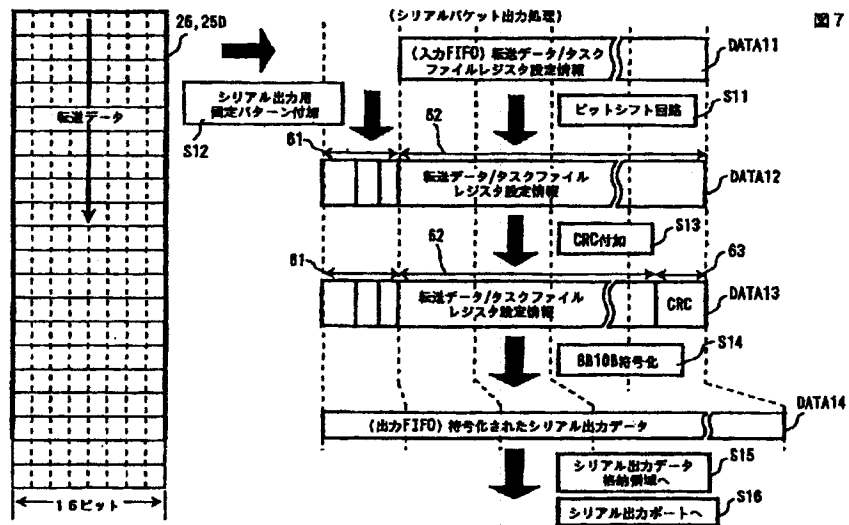 (シリアルパケット出力処理)
図7
26,25D
(入力FIFO) 転送データ/タスク
ファイルレジスタ設定情報
DATA11
シリアル出力用
固定パターン付加
S12
転送データ
ビットシフト回路
S11
61
62
転送データ/タスクファイル
レジスタ設定情報
DATA12
CRC付加
S13
61
62
63
転送データ/タスクファイル
レジスタ設定情報
CRC
DATA13
8B10B符号化
S14
DATA14
(出力FIFO) 符号化されたシリアル出力データ
シリアル出力データ
格納領域へ
S15
16ビット
シリアル出力ポートへ
S16